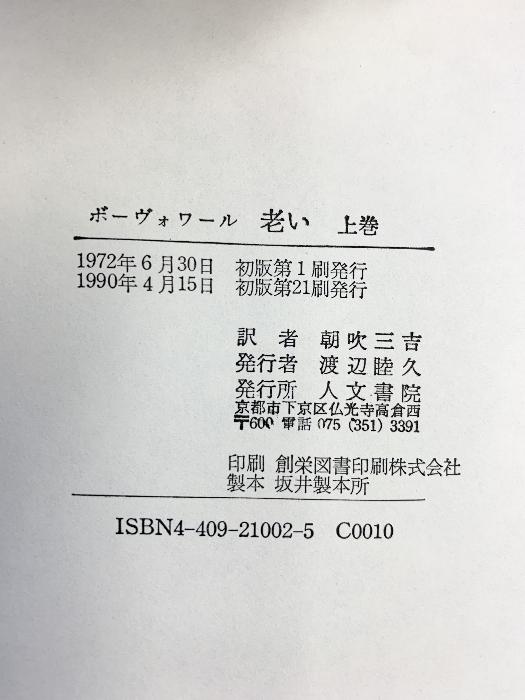 ボーヴォワール 老い 上巻
1972年6月30日 初版第1刷発行
1990年4月15日 初版第21刷発行
訳者 朝吹三吉
発行者 渡辺睦久
発行所 人文書院
京都市下京区仏光寺高倉西
〒600 電話 075 (351) 3391
印刷 創栄図書印刷株式会社
製本 坂井製本所
ISBN4-409-21002-5 C0010